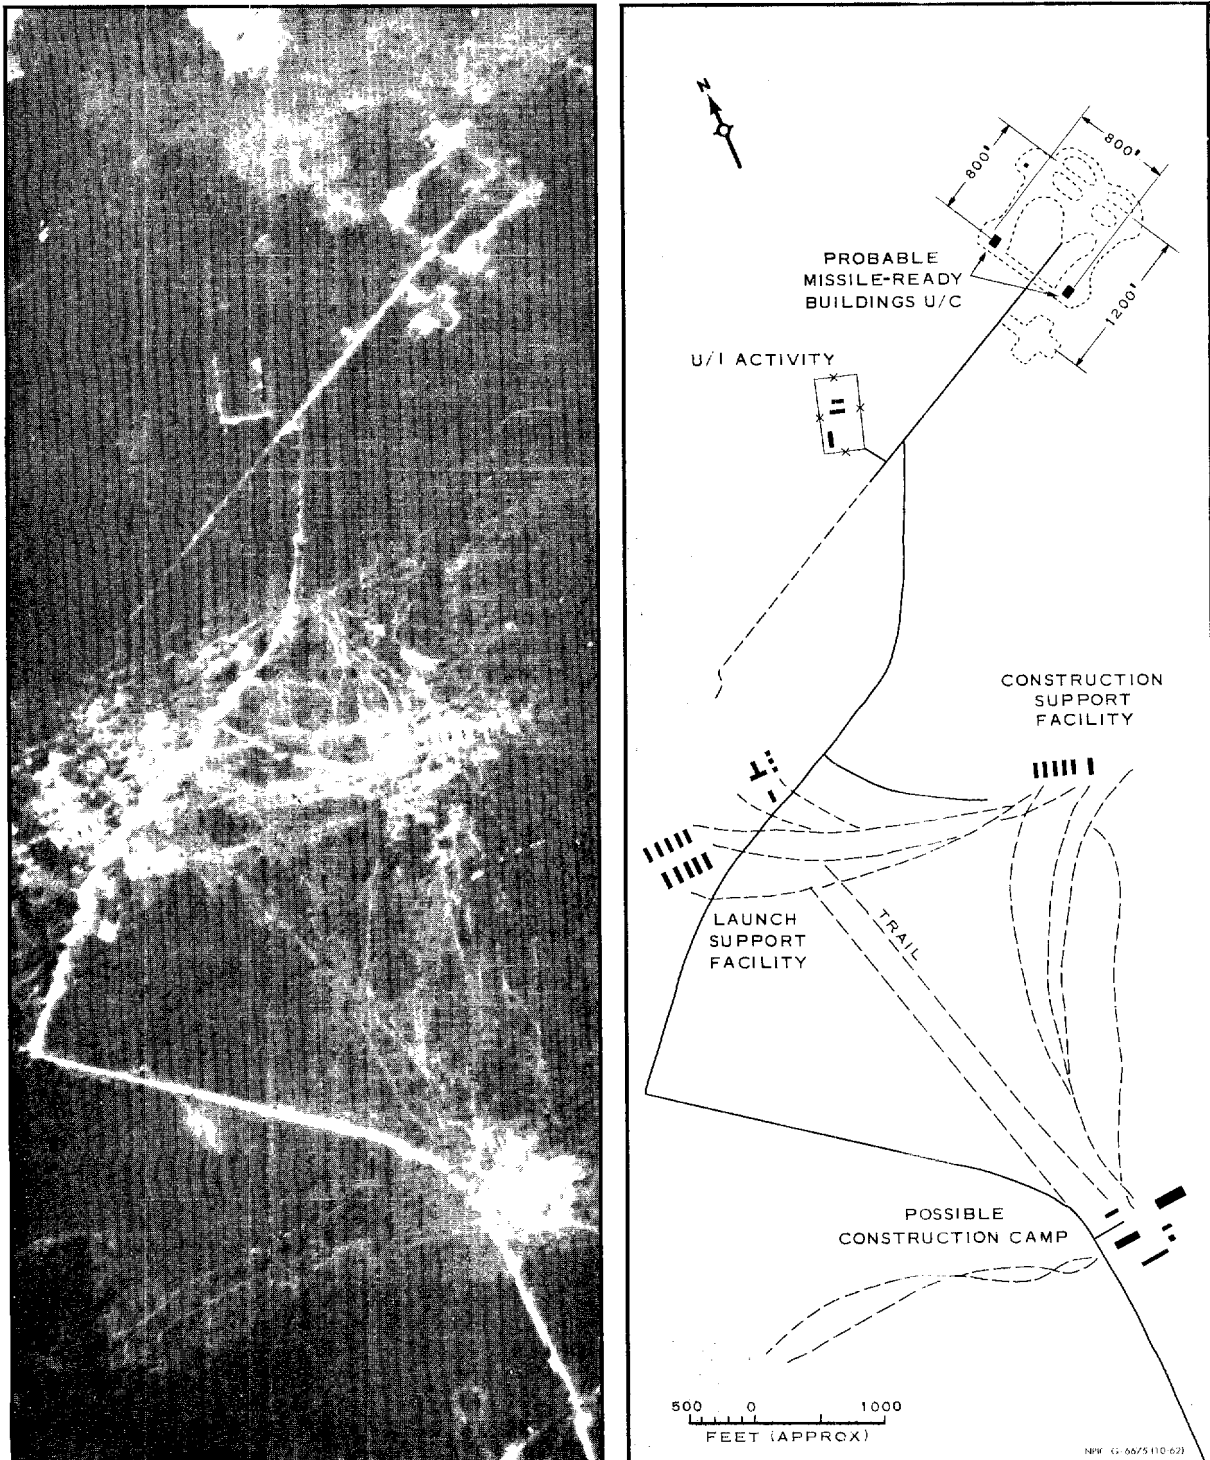 N
800'
800'
PROBABLE
MISSILE-READY
BUILDINGS U/C
1200'
U/I ACTIVITY
CONSTRUCTION
SUPPORT
FACILITY
TRAIL
LAUNCH
SUPPORT
FACILITY
POSSIBLE
CONSTRUCTION CAMP
500 0 1000
FEET (APPROX)
NPIC G-6675 (10-62)